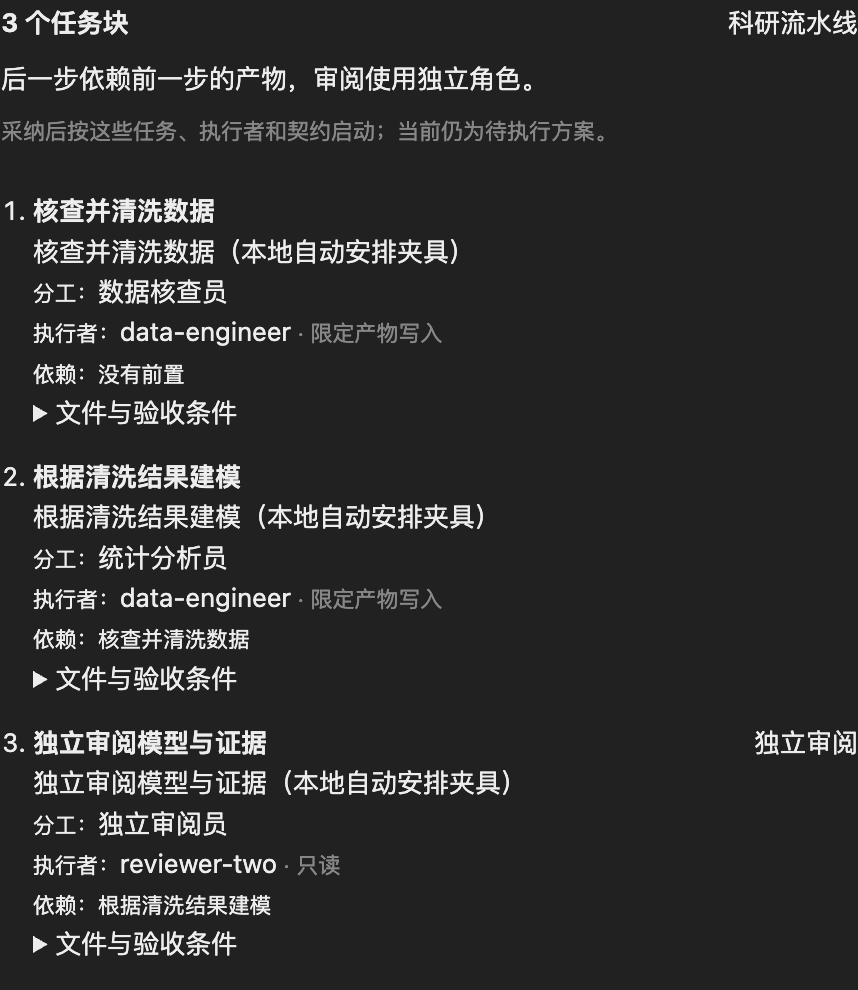 3 个任务块 科研流水线
后一步依赖前一步的产物，审阅使用独立角色。
采纳后按这些任务、执行者和契约启动；当前仍为待执行方案。
1. 核查并清洗数据
核查并清洗数据（本地自动安排夹具）
分工：数据核查员
执行者：data-engineer · 限定产物写入
依赖：没有前置
▶ 文件与验收条件
2. 根据清洗结果建模
根据清洗结果建模（本地自动安排夹具）
分工：统计分析员
执行者：data-engineer · 限定产物写入
依赖：核查并清洗数据
▶ 文件与验收条件
3. 独立审阅模型与证据 独立审阅
独立审阅模型与证据（本地自动安排夹具）
分工：独立审阅员
执行者：reviewer-two · 只读
依赖：根据清洗结果建模
▶ 文件与验收条件